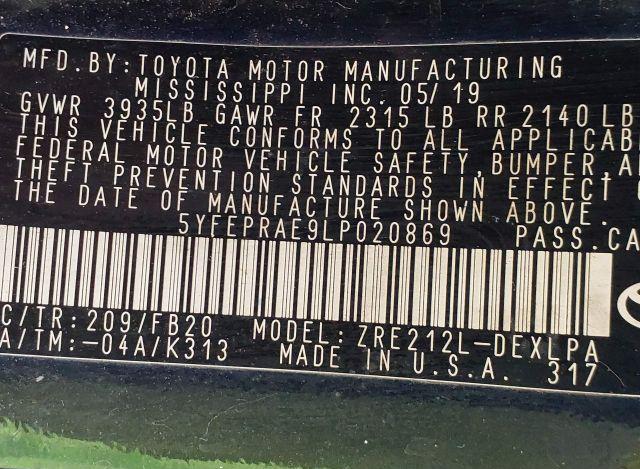 MFD.BY:TOYOTA MOTOR MANUFACTURING
MISSISSIPPI INC. 05/19
GVWR 3935LB GAWR FR 2315 LB RR 2140 LB
THIS VEHICLE CONFORMS TO ALL APPLICAB
FEDERAL MOTOR VEHICLE SAFETY,BUMPER,A
THEFT PREVENTION STANDARDS IN EFFECT
THE DATE OF MANUFACTURE SHOWN ABOVE.
5YFEPRAE9LP020869 PASS.CA
C/TR:209/FB20 MODEL: ZRE212L-DEXLPA
A/TM:-04A/K313 MADE IN U.S.A. 317